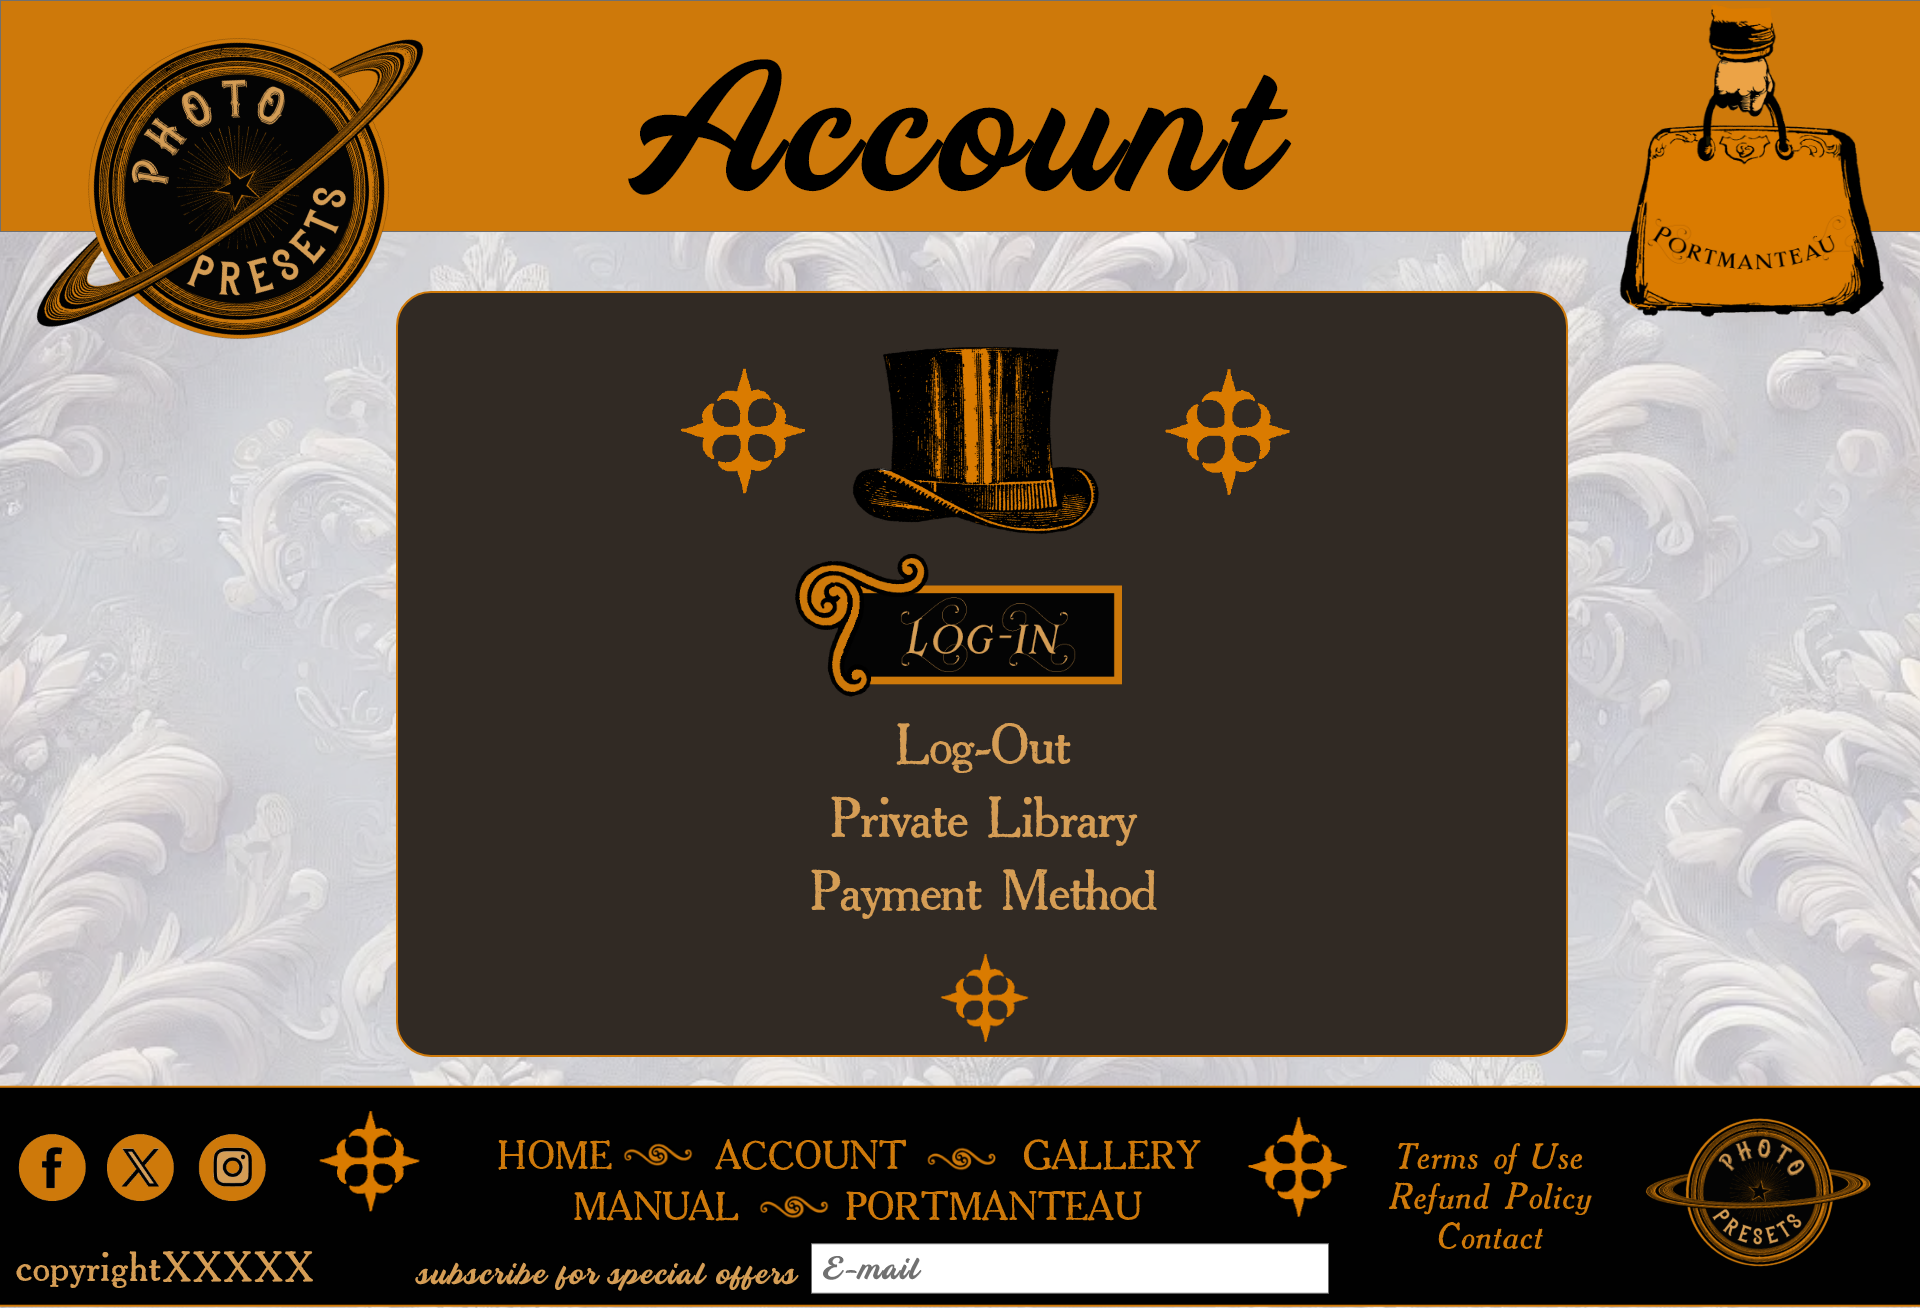 PHOTO
PRESETS
Account
PORTMANTEAU
LOG-IN
Log-Out
Private Library
Payment Method
HOME ACCOUNT GALLERY
MANUAL PORTMANTEAU
Terms of Use
Refund Policy
Contact
PHOTO
PRESETS
copyrightXXXXX
subscribe for special offers
E-mail